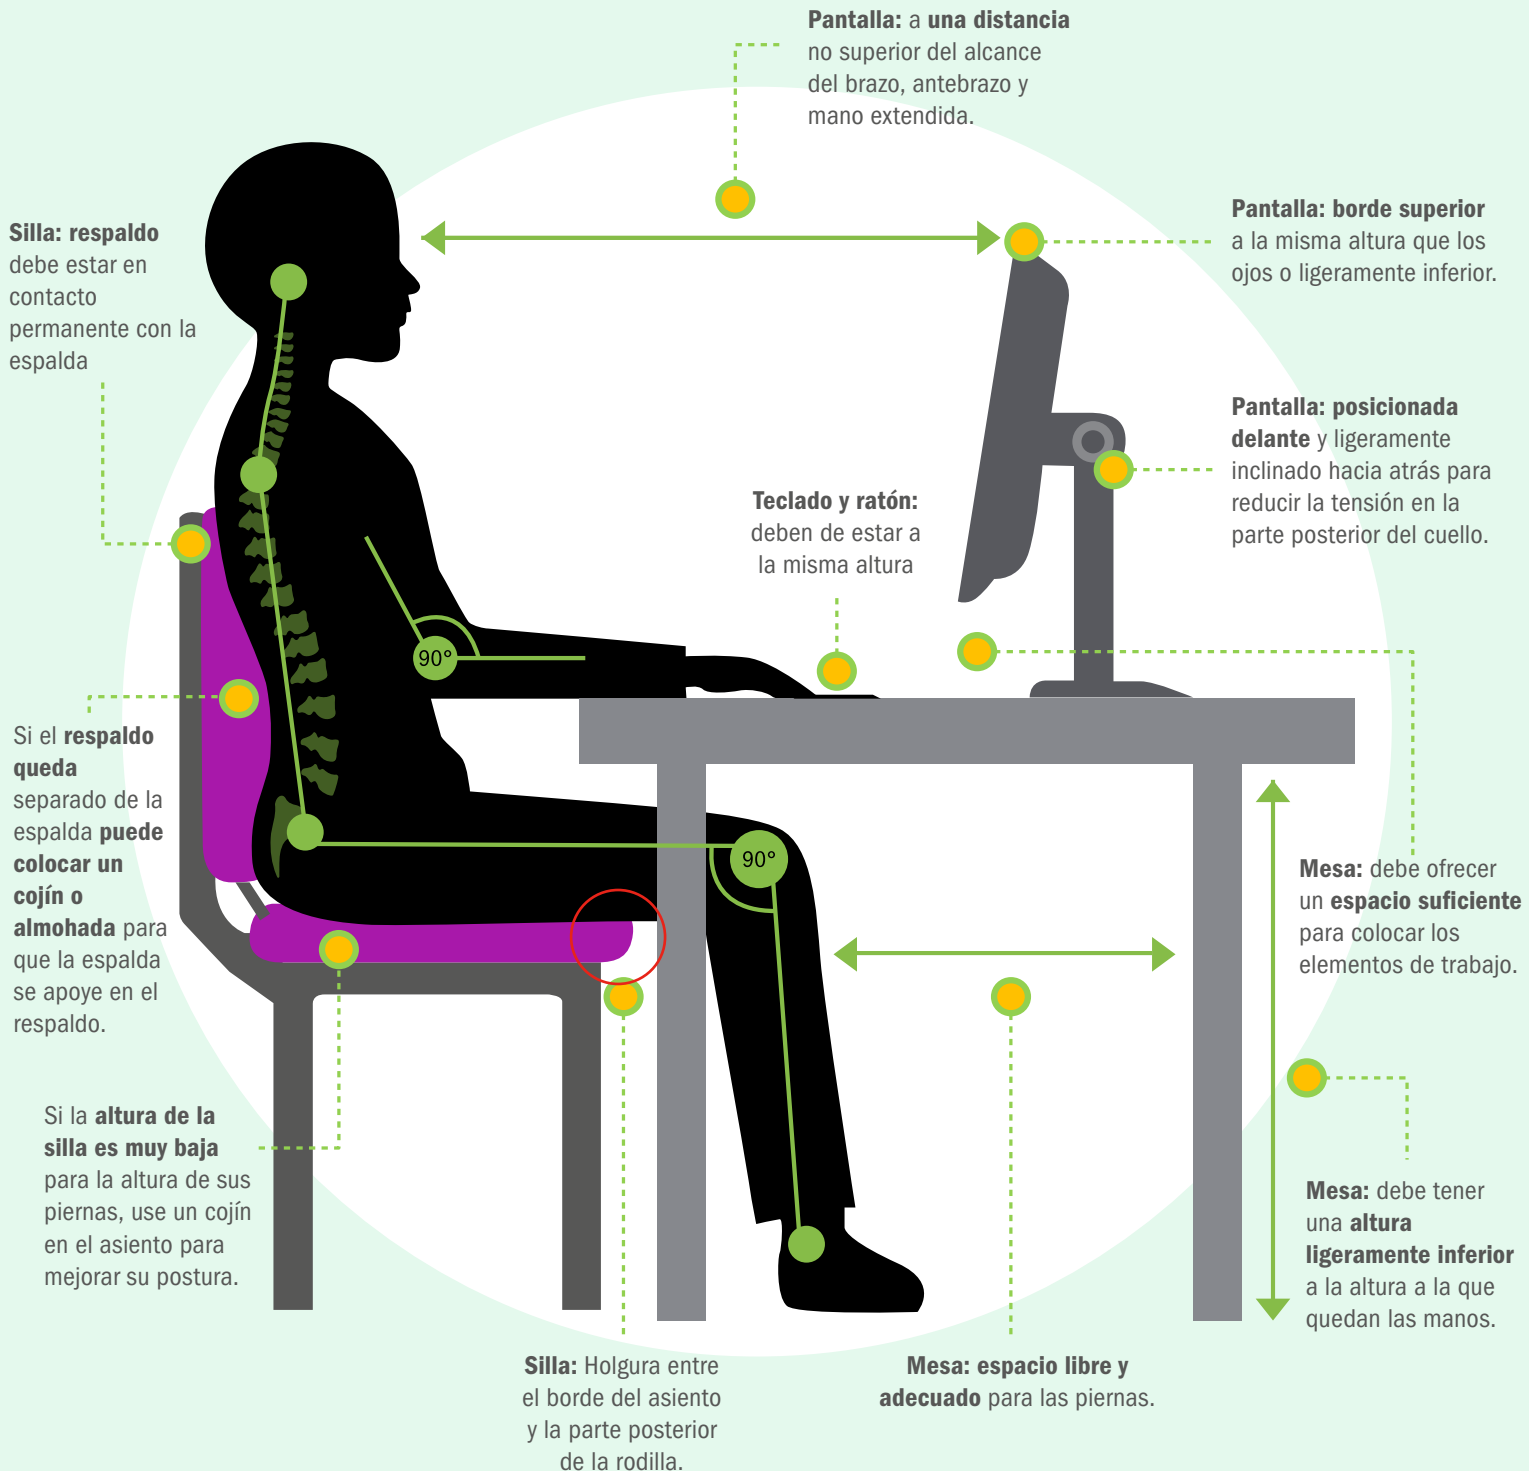 Pantalla: a una distancia
no superior del alcance
del brazo, antebrazo y
mano extendida.
Pantalla: borde superior
a la misma altura que los
ojos o ligeramente inferior.
Silla: respaldo
debe estar en
contacto
permanente con la
espalda
Pantalla: posicionada
delante y ligeramente
inclinado hacia atrás para
reducir la tensión en la
parte posterior del cuello.
Teclado y ratón:
deben de estar a
la misma altura
90°
Si el respaldo
queda
separado de la
espalda puede
colocar un
cojín o
almohada para
que la espalda
se apoye en el
respaldo.
90°
Mesa: debe ofrecer
un espacio suficiente
para colocar los
elementos de trabajo.
Si la altura de la
silla es muy baja
para la altura de sus
piernas, use un cojín
en el asiento para
mejorar su postura.
Mesa: debe tener
una altura
ligeramente inferior
a la altura a la que
quedan las manos.
Silla: Holgura entre
el borde del asiento
y la parte posterior
de la rodilla.
Mesa: espacio libre y
adecuado para las piernas.